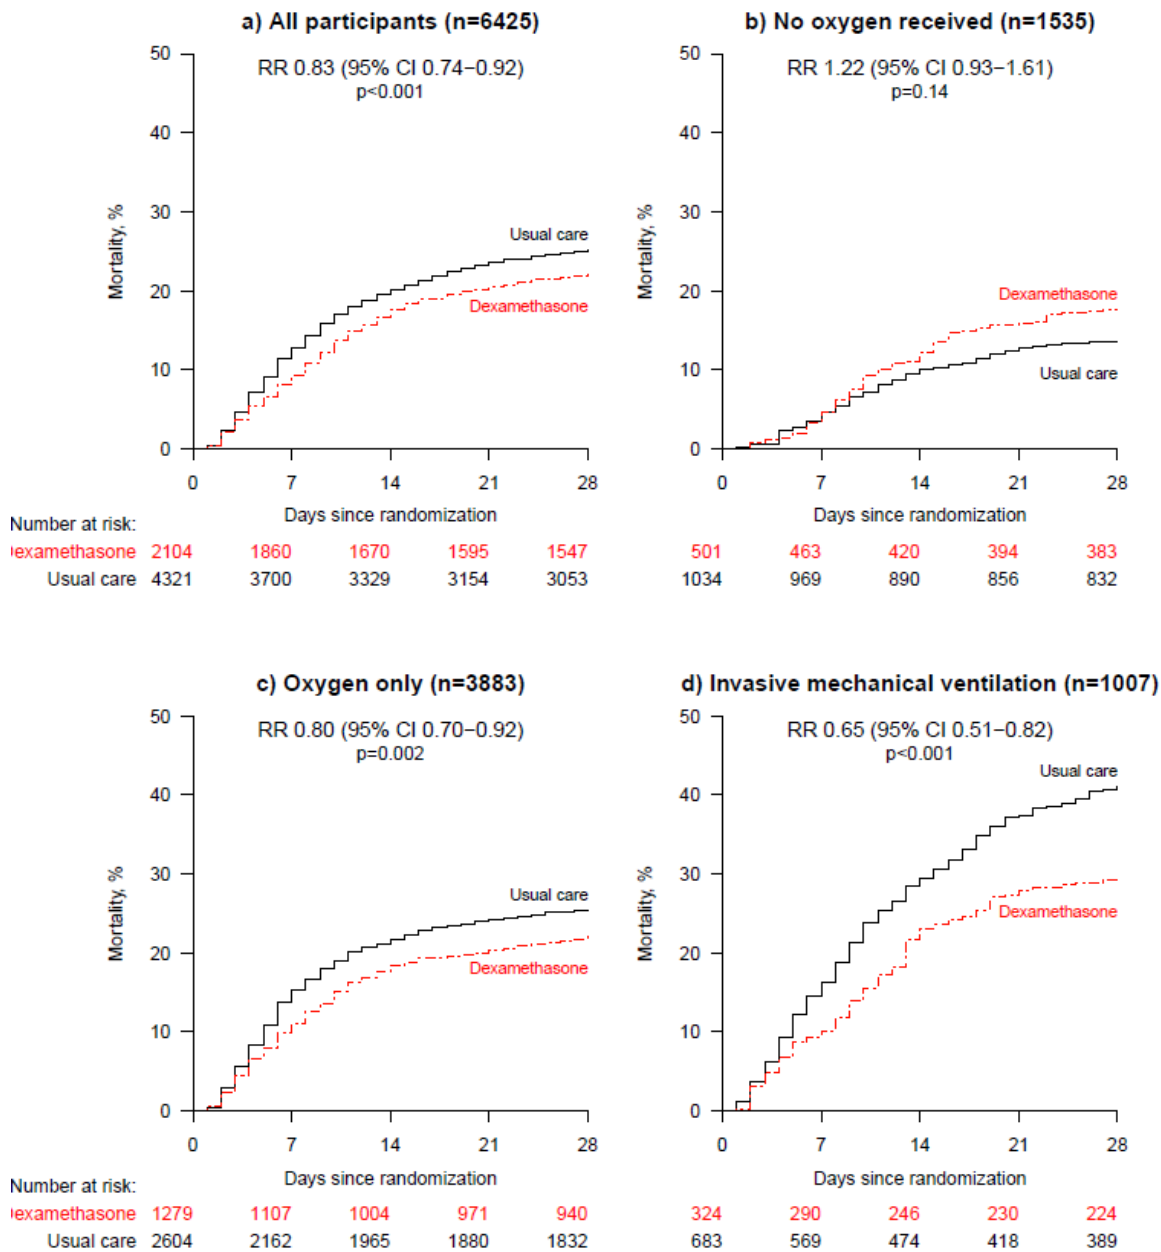 a) All participants (n=6425)
RR 0.83 (95% CI 0.74−0.92)
p<0.001
50
40
30
20
10
0
Mortality, %
Usual care
Dexamethasone
0 7 14 21 28
Days since randomization
Number at risk:
Dexamethasone 2104 1860 1670 1595 1547
Usual care 4321 3700 3329 3154 3053
b) No oxygen received (n=1535)
RR 1.22 (95% CI 0.93−1.61)
p=0.14
50
40
30
20
10
0
Mortality, %
Dexamethasone
Usual care
0 7 14 21 28
Days since randomization
501 463 420 394 383
1034 969 890 856 832
c) Oxygen only (n=3883)
RR 0.80 (95% CI 0.70−0.92)
p=0.002
50
40
30
20
10
0
Mortality, %
Usual care
Dexamethasone
0 7 14 21 28
Days since randomization
Number at risk:
Dexamethasone 1279 1107 1004 971 940
Usual care 2604 2162 1965 1880 1832
d) Invasive mechanical ventilation (n=1007)
RR 0.65 (95% CI 0.51−0.82)
p<0.001
50
40
30
20
10
0
Mortality, %
Usual care
Dexamethasone
0 7 14 21 28
Days since randomization
324 290 246 230 224
683 569 474 418 389